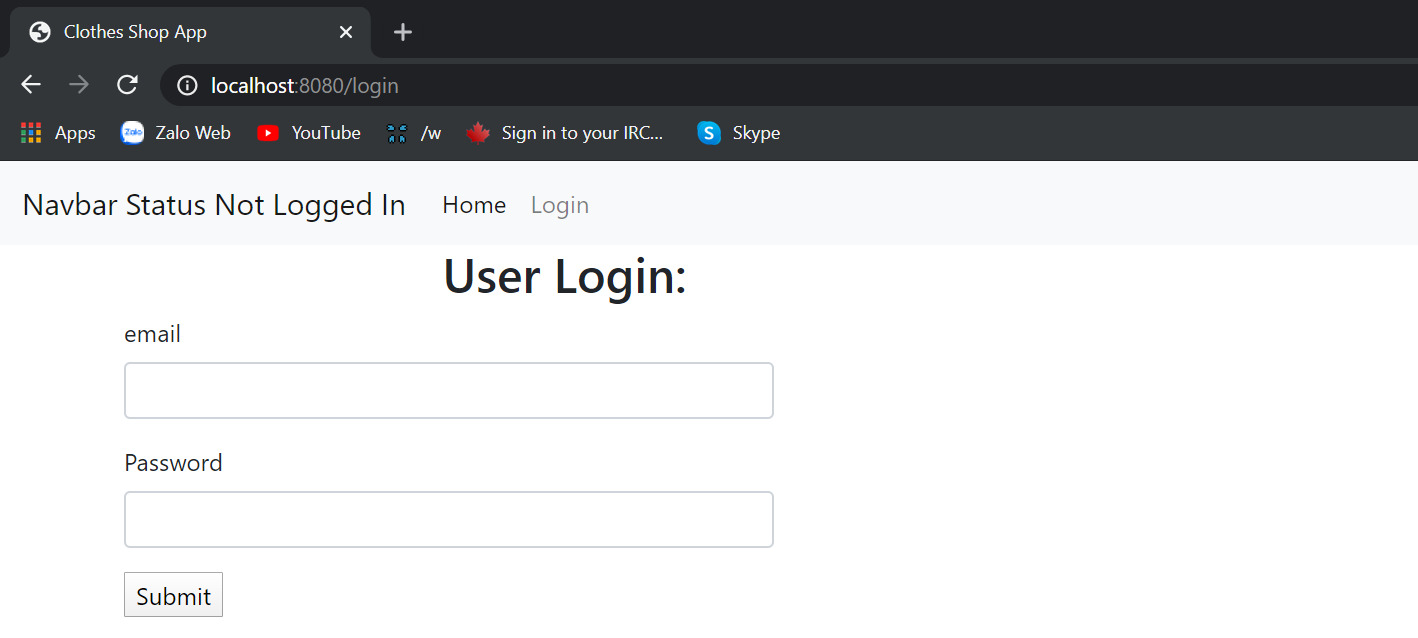 Clothes Shop App
localhost:8080/login
Apps Zalo Zalo Web YouTube /w Sign in to your IRC... S Skype
Navbar Status Not Logged In Home Login
User Login:
email
Password
Submit